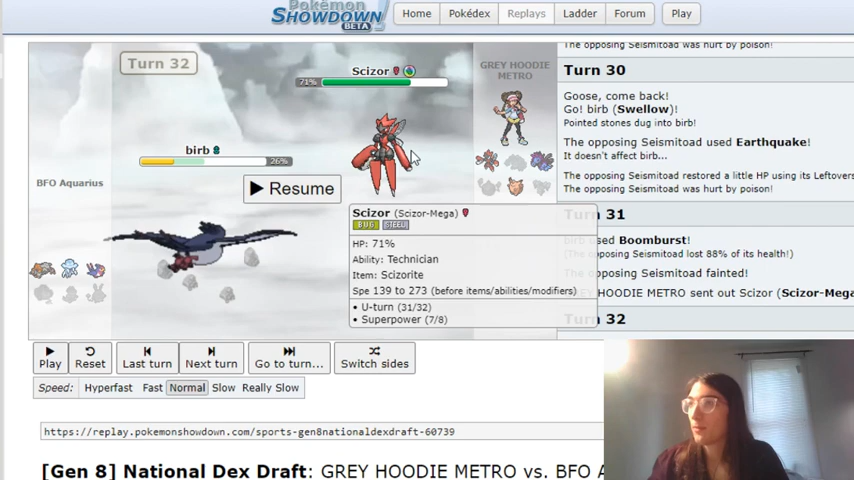 Pokémon
SHOWDOWN
BETA
Home
Pokédex
Replays
Ladder
Forum
Play
Turn 32
Scizor
71%
birb
26%
BFO Aquarius
Resume
GREY HOODIE
METRO
Scizor (Scizor-Mega)
BUG STEEL
HP: 71%
Ability: Technician
Item: Scizorite
Spe 139 to 273 (before items/abilities/modifiers)
• U-turn (31/32)
• Superpower (7/8)
The opposing Seismitoad was hurt by poison!
Turn 30
Goose, come back!
Go! birb (Swellow)!
Pointed stones dug into birb!
The opposing Seismitoad used Earthquake!
It doesn't affect birb...
The opposing Seismitoad restored a little HP using its Leftovers
The opposing Seismitoad was hurt by poison!
Turn 31
birb used Boomburst!
(The opposing Seismitoad lost 88% of its health!)
The opposing Seismitoad fainted!
GREY HOODIE METRO sent out Scizor (Scizor-Mega
Turn 32
Play
Reset
Last turn
Next turn
Go to turn...
Switch sides
Speed: Hyperfast Fast Normal Slow Really Slow
https://replay.pokemonshowdown.com/sports-gen8nationaldexdraft-60739
[Gen 8] National Dex Draft: GREY HOODIE METRO vs. BFO A